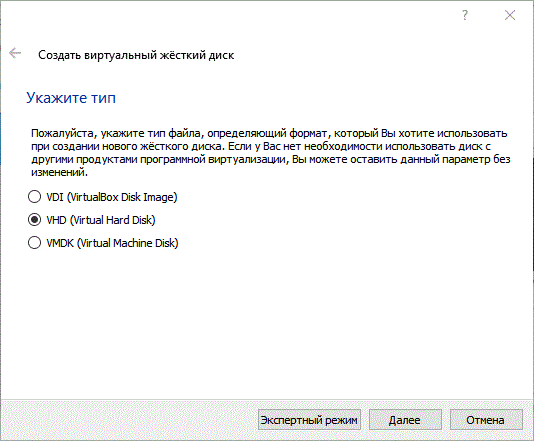 ?
Создать виртуальный жёсткий диск
Укажите тип
Пожалуйста, укажите тип файла, определяющий формат, который Вы хотите использовать
при создании нового жёсткого диска. Если у Вас нет необходимости использовать диск с
другими продуктами программной виртуализации, Вы можете оставить данный параметр без
изменений.
VDI (VirtualBox Disk Image)
VHD (Virtual Hard Disk)
VMDK (Virtual Machine Disk)
Экспертный режим Далее Отмена